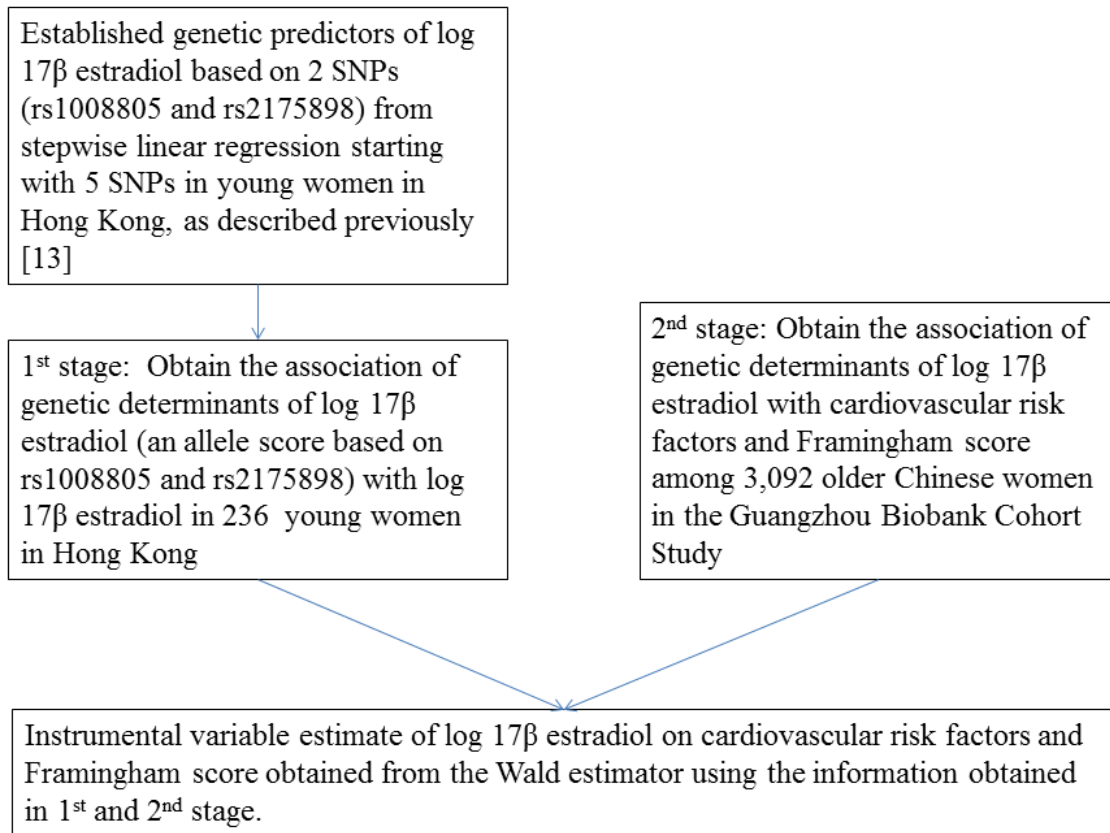 Established genetic predictors of log
17β estradiol based on 2 SNPs
(rs1008805 and rs2175898) from
stepwise linear regression starting
with 5 SNPs in young women in
Hong Kong, as described previously
[13]
1st stage: Obtain the association of
genetic determinants of log 17β
estradiol (an allele score based on
rs1008805 and rs2175898) with log
17β estradiol in 236 young women
in Hong Kong
2nd stage: Obtain the association of
genetic determinants of log 17β
estradiol with cardiovascular risk
factors and Framingham score
among 3,092 older Chinese women
in the Guangzhou Biobank Cohort
Study
Instrumental variable estimate of log 17β estradiol on cardiovascular risk factors and
Framingham score obtained from the Wald estimator using the information obtained
in 1st and 2nd stage.